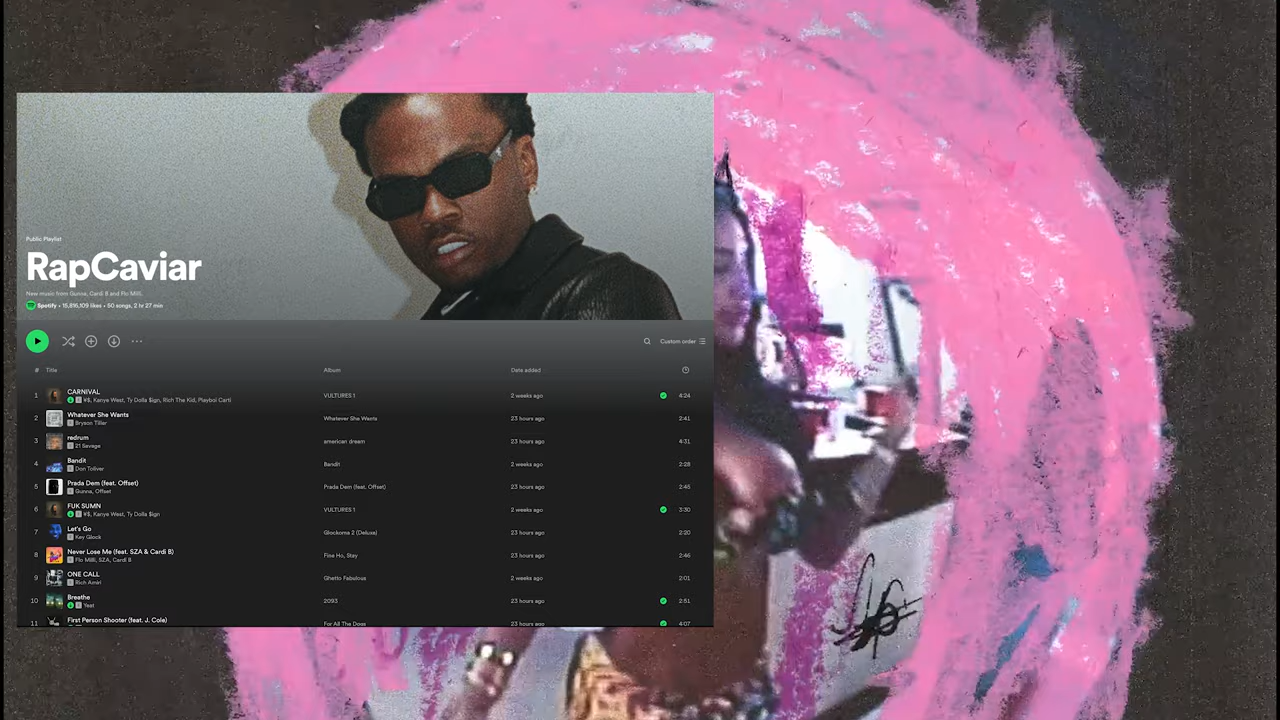 Public Playlist
RapCaviar
New music from Gunna, Cardi B and Flo Milli.
Spotify • 15,816,109 likes • 50 songs, 2 hr 27 min
Custom order
# Title Album Date added
1 CARNIVAL VULTURES 1 2 weeks ago 4:24
E ¥$, Kanye West, Ty Dolla $ign, Rich The Kid, Playboi Carti
2 Whatever She Wants Whatever She Wants 23 hours ago 2:41
E Bryson Tiller
3 redrum american dream 23 hours ago 4:31
E 21 Savage
4 Bandit Bandit 2 weeks ago 2:28
E Don Toliver
5 Prada Dem (feat. Offset) Prada Dem (feat. Offset) 23 hours ago 2:45
E Gunna, Offset
6 FUK SUMN VULTURES 1 2 weeks ago 3:30
E ¥$, Kanye West, Ty Dolla $ign
7 Let's Go Glockoma 2 (Deluxe) 23 hours ago 2:20
E Key Glock
8 Never Lose Me (feat. SZA & Cardi B) Fine Ho, Stay 23 hours ago 2:46
E Flo Milli, SZA, Cardi B
9 ONE CALL Ghetto Fabulous 2 weeks ago 2:01
E Rich Amiri
10 Breathe 2093 23 hours ago 2:51
E Yeat
11 First Person Shooter (feat. J. Cole) For All The Dogs 23 hours ago 4:07